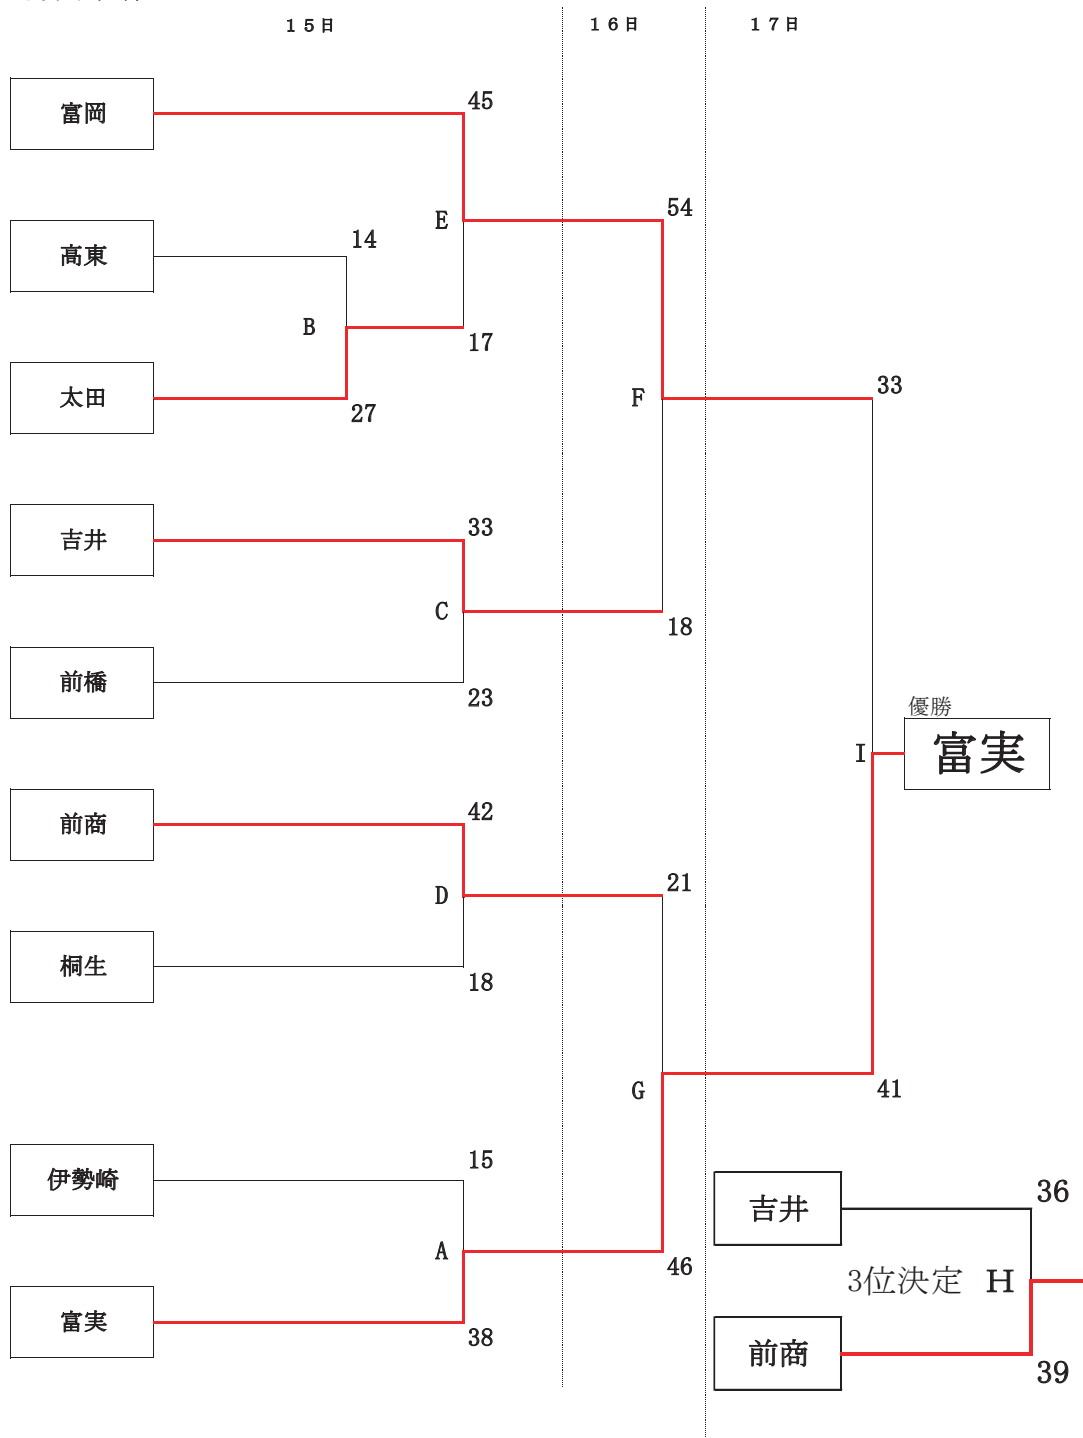 １５日 １６日 １７日
45
富岡
54
E
14
高東
B
17
33
太田
F
27
33
吉井
C
18
前橋
23
優勝
富実
I
42
前商
21
D
桐生
18
41
G
15
伊勢崎
36
吉井
A
46
3位決定 H
富実
38
前商
39